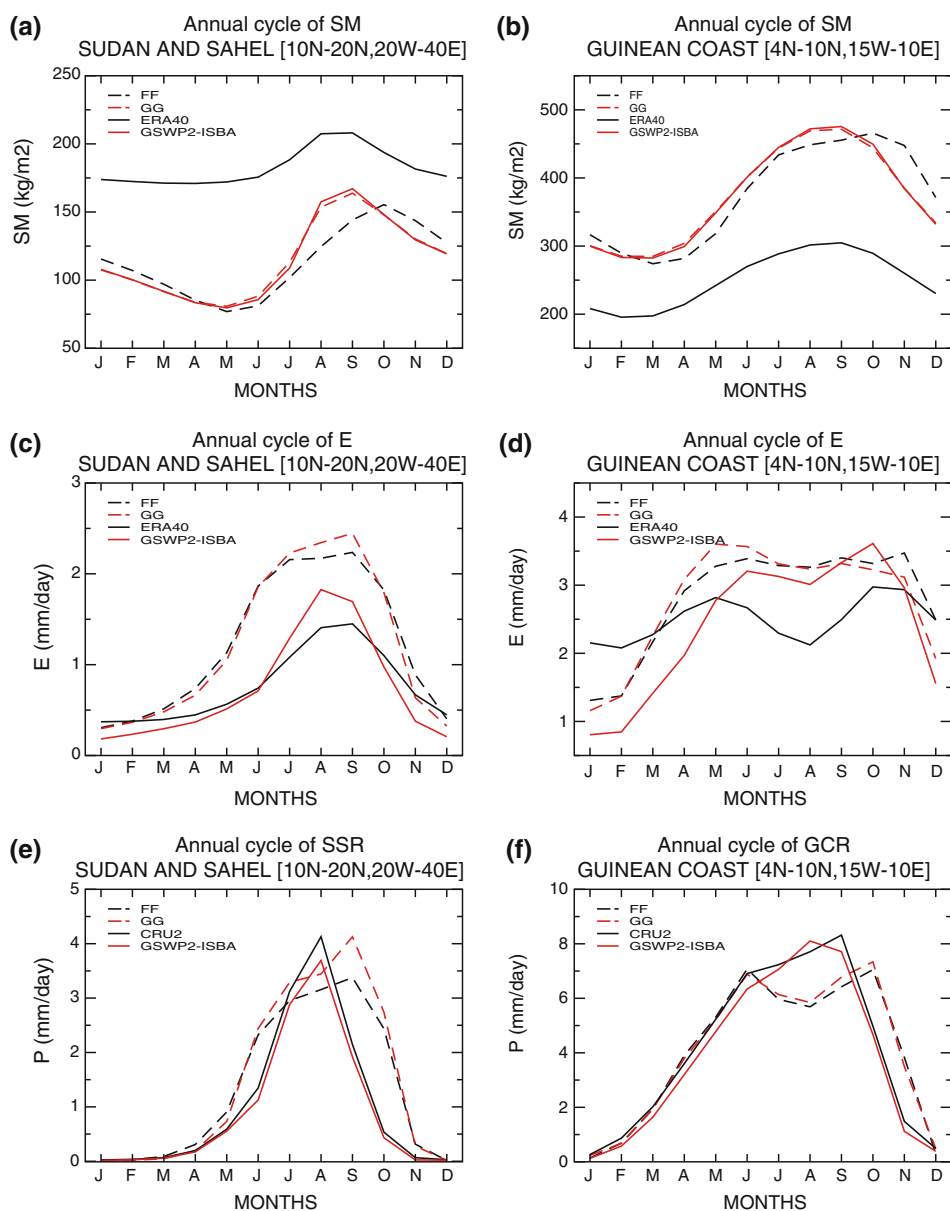 (a)
Annual cycle of SM
SUDAN AND SAHEL [10N-20N,20W-40E]
250
200
150
100
50
SM (kg/m2)
FF
GG
ERA40
GSWP2-ISBA
J F M A M J J A S O N D
MONTHS
(b)
Annual cycle of SM
GUINEAN COAST [4N-10N,15W-10E]
500
400
300
200
SM (kg/m2)
FF
GG
ERA40
GSWP2-ISBA
J F M A M J J A S O N D
MONTHS
(c)
Annual cycle of E
SUDAN AND SAHEL [10N-20N,20W-40E]
3
2
1
0
E (mm/day)
FF
GG
ERA40
GSWP2-ISBA
J F M A M J J A S O N D
MONTHS
(d)
Annual cycle of E
GUINEAN COAST [4N-10N,15W-10E]
4
3
2
1
E (mm/day)
FF
GG
ERA40
GSWP2-ISBA
J F M A M J J A S O N D
MONTHS
(e)
Annual cycle of SSR
SUDAN AND SAHEL [10N-20N,20W-40E]
5
4
3
2
1
0
P (mm/day)
FF
GG
CRU2
GSWP2-ISBA
J F M A M J J A S O N D
MONTHS
(f)
Annual cycle of GCR
GUINEAN COAST [4N-10N,15W-10E]
10
8
6
4
2
0
P (mm/day)
FF
GG
CRU2
GSWP2-ISBA
J F M A M J J A S O N D
MONTHS